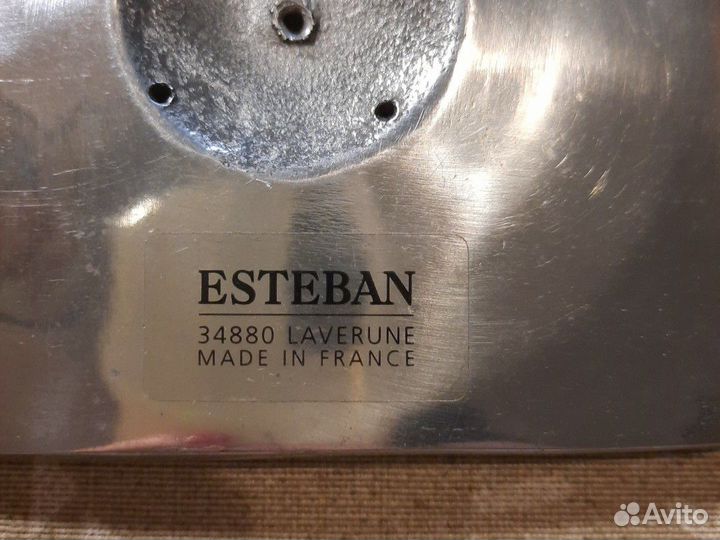 ESTEBAN
34880 LAVERUNE
MADE IN FRANCE
Avito